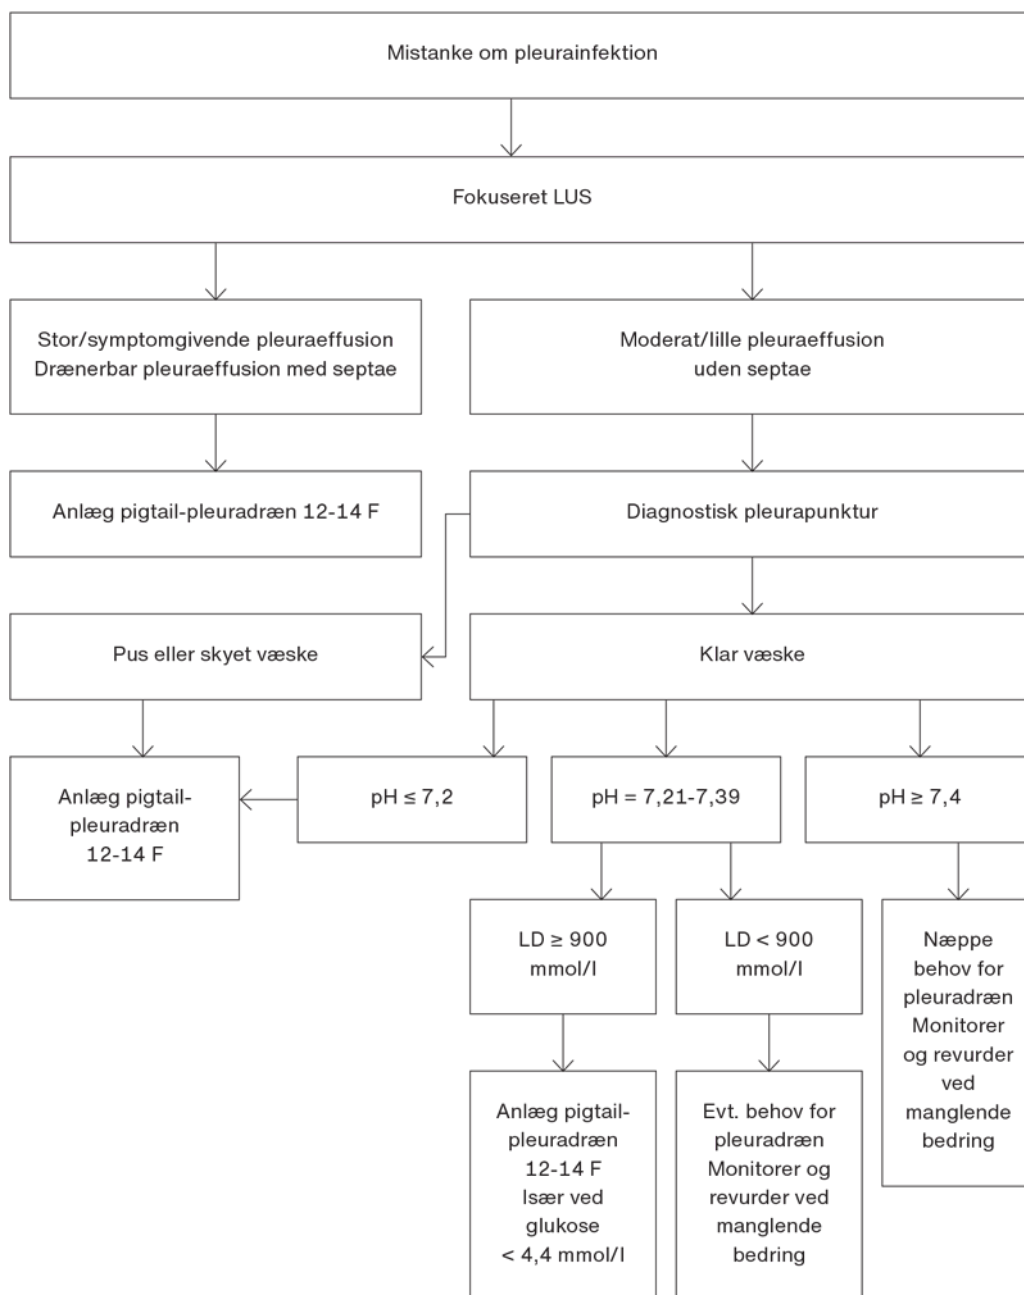 Mistanke om pleurainfektion
Fokuseret LUS
Stor/symptomgivende pleuraeffusion
Drænerbar pleuraeffusion med septae
Moderat/lille pleuraeffusion
uden septae
Anlæg pigtail-pleuradræn 12-14 F
Diagnostisk pleurapunktur
Pus eller skyet væske
Klar væske
Anlæg pigtail-
pleuradræn
12-14 F
pH ≤ 7,2
pH = 7,21-7,39
pH ≥ 7,4
LD ≥ 900
mmol/l
LD < 900
mmol/l
Næppe
behov for
pleuradræn
Monitorer
og revurder
ved
manglende
bedring
Anlæg pigtail-
pleuradræn
12-14 F
Især ved
glukose
< 4,4 mmol/l
Evt. behov for
pleuradræn
Monitorer og
revurder ved
manglende
bedring